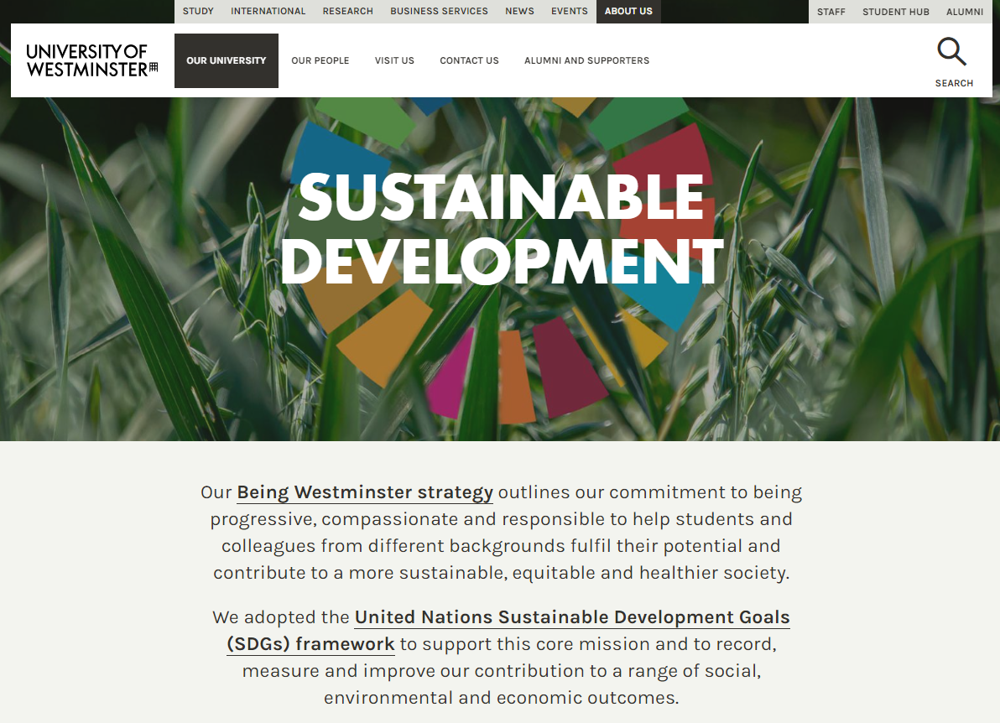 STUDY INTERNATIONAL RESEARCH BUSINESS SERVICES NEWS EVENTS ABOUT US STAFF STUDENT HUB ALUMNI
UNIVERSITY OF
WESTMINSTER
OUR UNIVERSITY OUR PEOPLE VISIT US CONTACT US ALUMNI AND SUPPORTERS
SEARCH
SUSTAINABLE
DEVELOPMENT
Our Being Westminster strategy outlines our commitment to being
progressive, compassionate and responsible to help students and
colleagues from different backgrounds fulfil their potential and
contribute to a more sustainable, equitable and healthier society.
We adopted the United Nations Sustainable Development Goals
(SDGs) framework to support this core mission and to record,
measure and improve our contribution to a range of social,
environmental and economic outcomes.